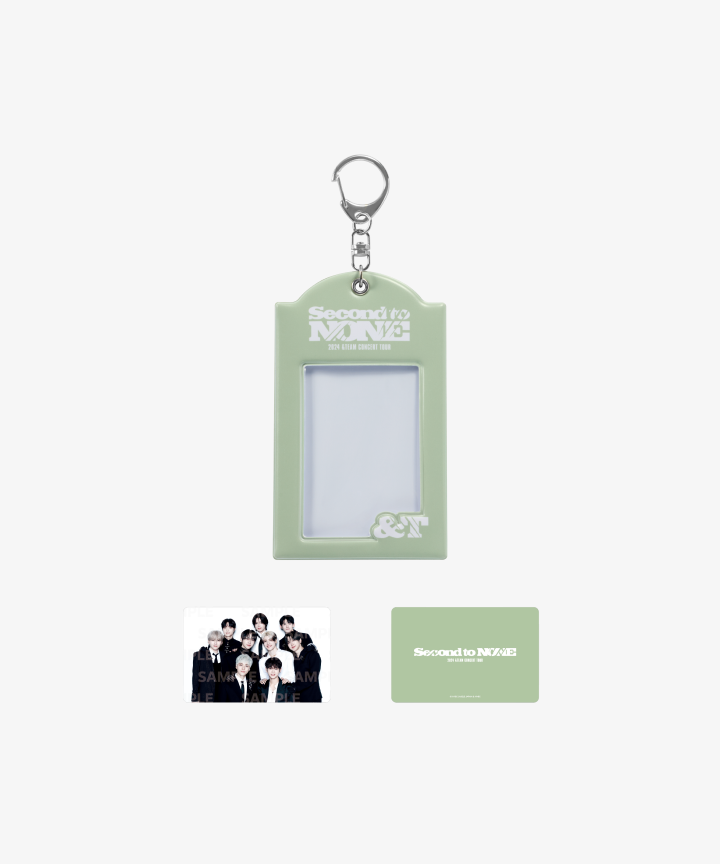 Second to
NONE
2024 &TEAM CONCERT TOUR
&T
SAMPLE
SAMPLE
Second to NONE
2024 &TEAM CONCERT TOUR